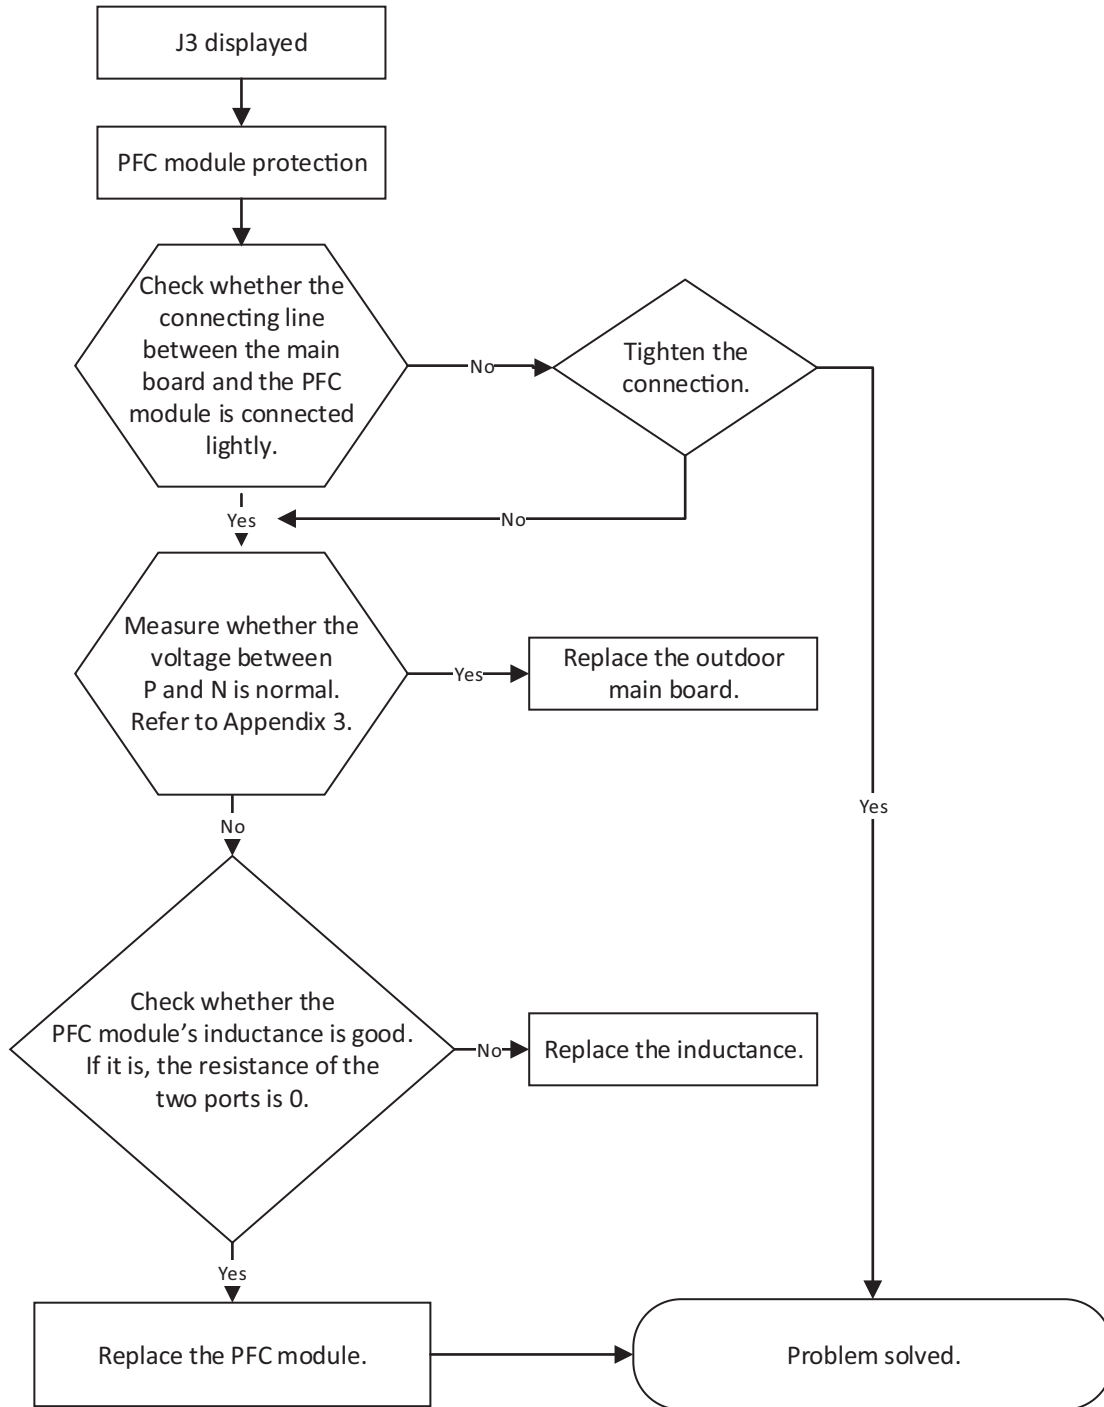 J3 displayed
PFC module protection
Check whether the
connecting line
between the main
board and the PFC
module is connected
lightly.
No
Tighten the
connection.
Yes
No
Measure whether the
voltage between
P and N is normal.
Refer to Appendix 3.
Yes
Replace the outdoor
main board.
Yes
No
Check whether the
PFC module’s inductance is good.
If it is, the resistance of the
two ports is 0.
No
Replace the inductance.
Yes
Replace the PFC module.
Problem solved.